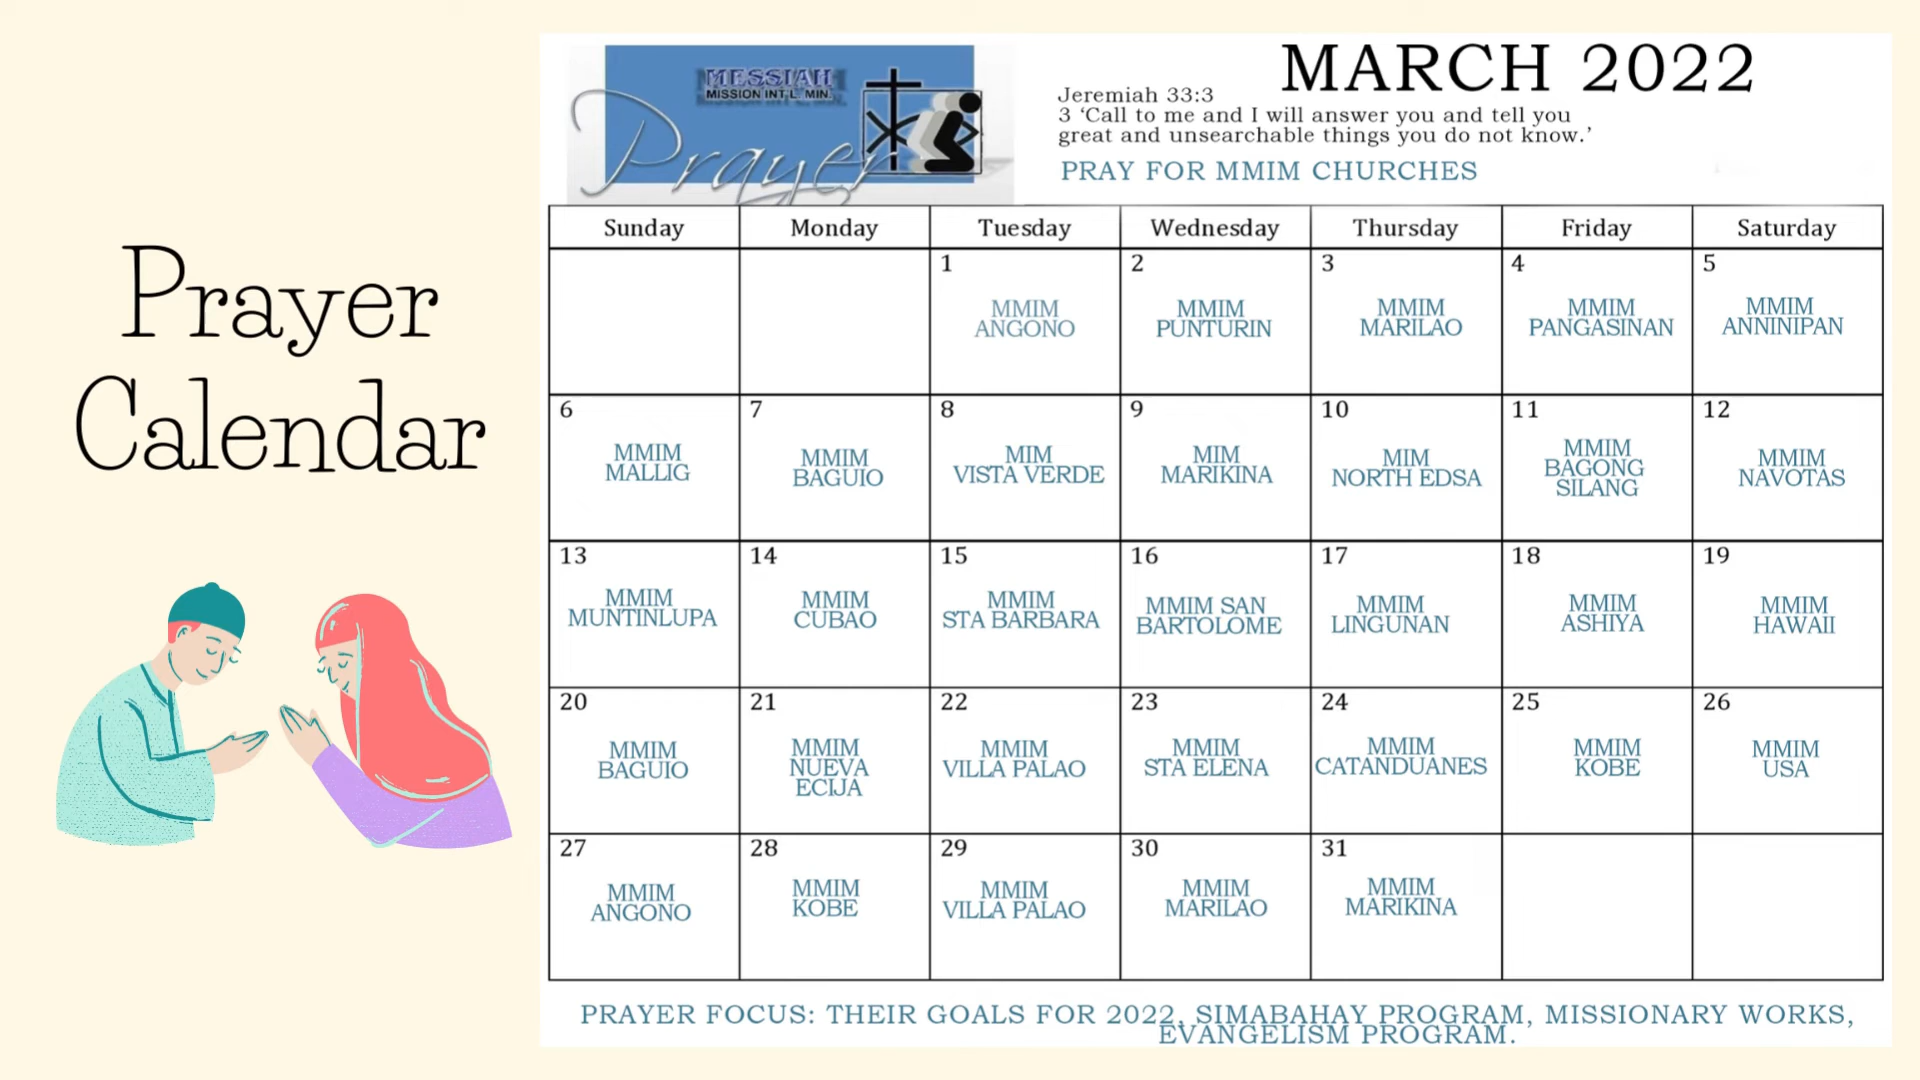 Prayer
Calendar
MESSIAH
MISSION INT'L. MIN.
Prayer
MARCH 2022
Jeremiah 33:3
3 ‘Call to me and I will answer you and tell you
great and unsearchable things you do not know.’
PRAY FOR MMIM CHURCHES
Sunday Monday Tuesday Wednesday Thursday Friday Saturday
1
MMIM
ANGONO
2
MMIM
PUNTURIN
3
MMIM
MARILAO
4
MMIM
PANGASINAN
5
MMIM
ANNINIPAN
6
MMIM
MALLIG
7
MMIM
BAGUIO
8
MIM
VISTA VERDE
9
MIM
MARIKINA
10
MIM
NORTH EDSA
11
MMIM
BAGONG
SILANG
12
MMIM
NAVOTAS
13
MMIM
MUNTINLUPA
14
MMIM
CUBAO
15
MMIM
STA BARBARA
16
MMIM SAN
BARTOLOME
17
MMIM
LINGUNAN
18
MMIM
ASHIYA
19
MMIM
HAWAII
20
MMIM
BAGUIO
21
MMIM
NUEVA
ECIJA
22
MMIM
VILLA PALAO
23
MMIM
STA ELENA
24
MMIM
CATANDUANES
25
MMIM
KOBE
26
MMIM
USA
27
MMIM
ANGONO
28
MMIM
KOBE
29
MMIM
VILLA PALAO
30
MMIM
MARILAO
31
MMIM
MARIKINA
PRAYER FOCUS: THEIR GOALS FOR 2022, SIMABAHAY PROGRAM, MISSIONARY WORKS,
EVANGELISM PROGRAM.